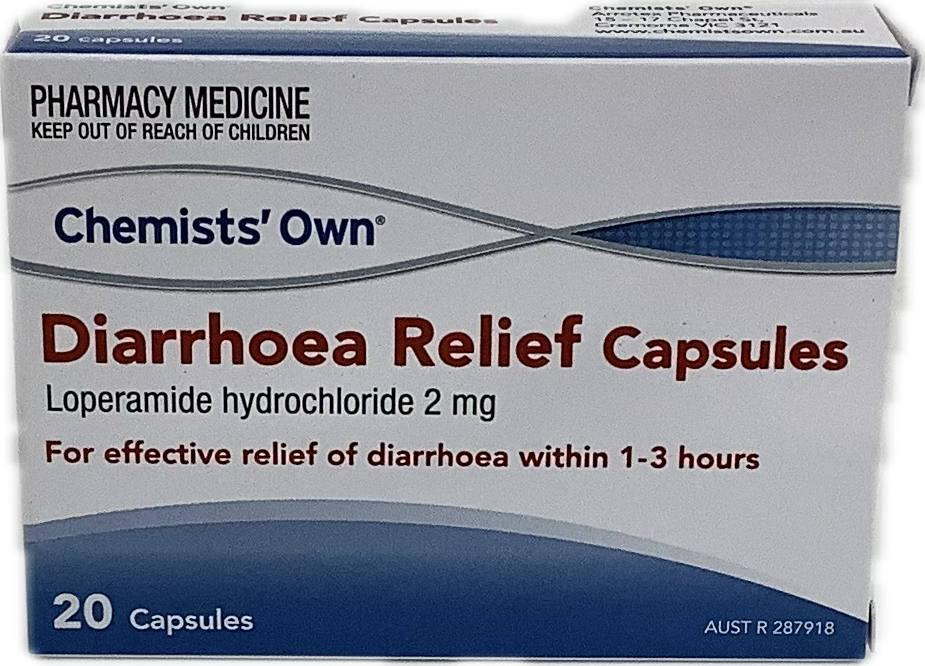 Chemists' Own®
Diarrhoea Relief Capsules
20 capsules
Chemists' Own®
15 - 17 Chapel St,
Cremorne VIC 3121
www.chemistsown.com.au
PHARMACY MEDICINE
KEEP OUT OF REACH OF CHILDREN
Chemists' Own®
Diarrhoea Relief Capsules
Loperamide hydrochloride 2 mg
For effective relief of diarrhoea within 1-3 hours
20 Capsules
AUST R 287918